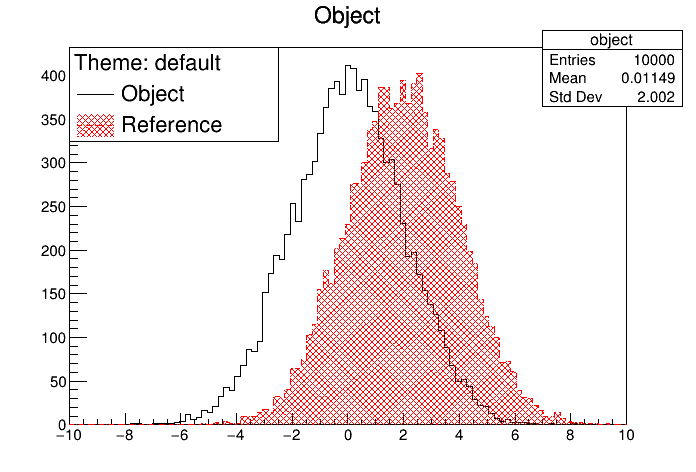 Object
object
Entries 10000
Mean 0.01149
Std Dev 2.002
Theme: default
Object
Reference
400
350
300
250
200
150
100
50
0
−10 −8 −6 −4 −2 0 2 4 6 8 10